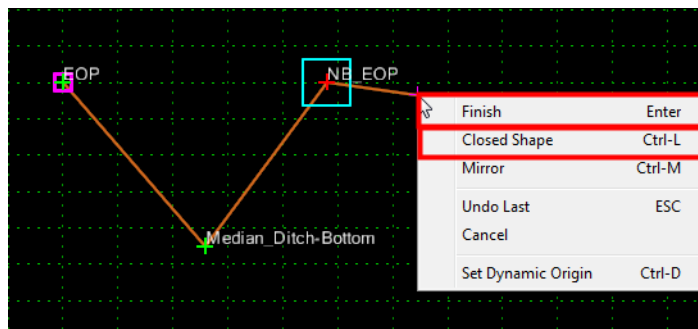 EOP
NB_EOP
Finish Enter
Closed Shape Ctrl-L
Mirror Ctrl-M
Undo Last ESC
Cancel
Set Dynamic Origin Ctrl-D
Median_Ditch-Bottom